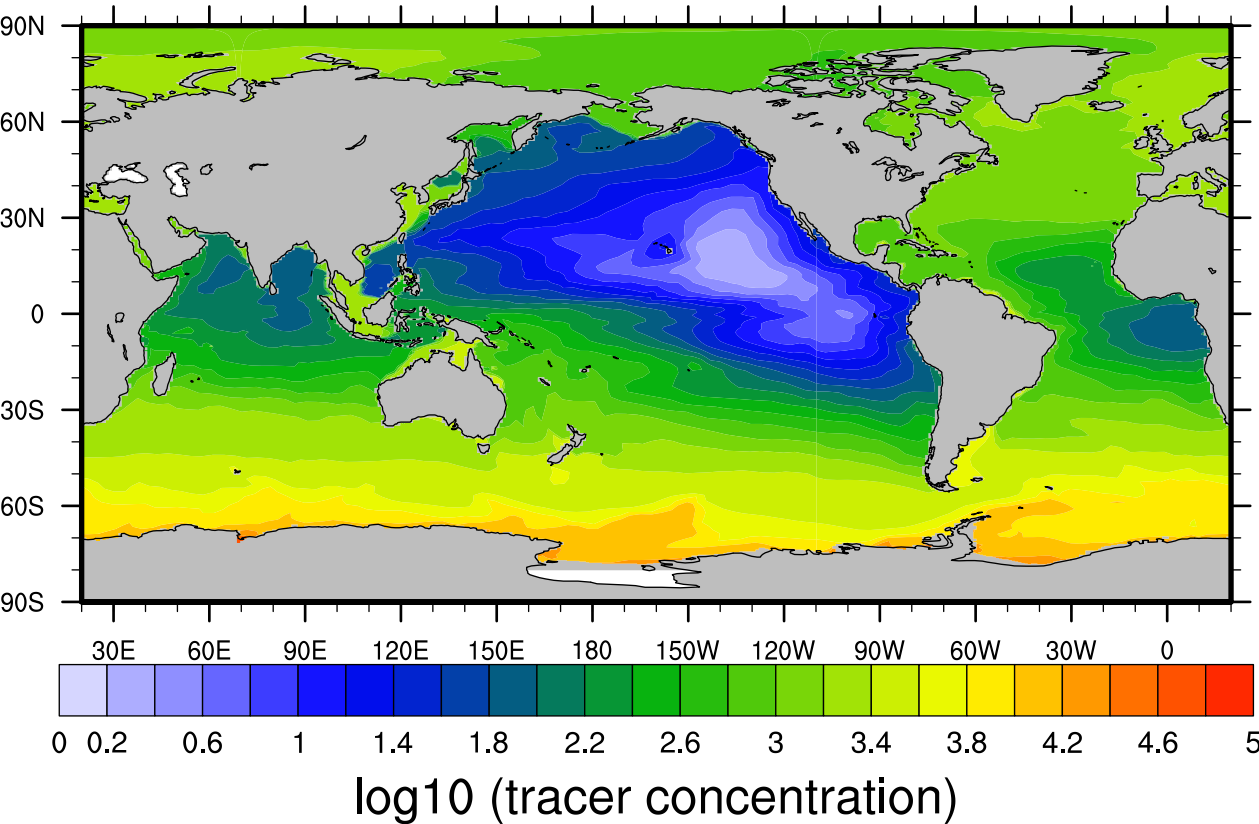 90N
60N
30N
0
30S
60S
90S
30E 60E 90E 120E 150E 180 150W 120W 90W 60W 30W 0
0 0.2 0.6 1 1.4 1.8 2.2 2.6 3 3.4 3.8 4.2 4.6 5
log10 (tracer concentration)